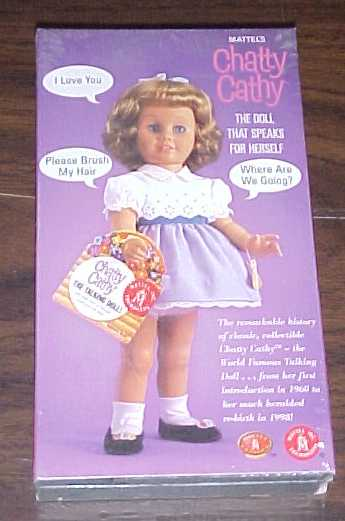 MATTEL'S
Chatty
Cathy
THE DOLL
THAT SPEAKS
FOR HERSELF
I Love You
Please Brush
My Hair
Where Are
We Going?
Chatty
Cathy
THE TALKING DOLL!
The remarkable history
of classic, collectible
Chatty Cathy™ - the
World Famous Talking
Doll . . . from her first
introduction in 1960 to
her much heralded
re-birth in 1998!